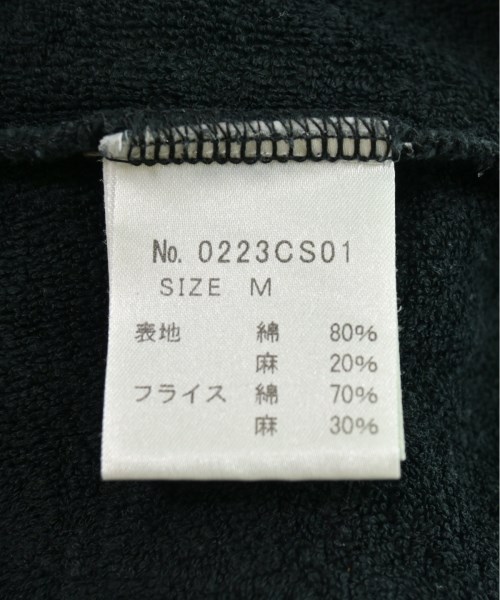 No. 0223CS01
SIZE M
表地 綿 80%
麻 20%
フライス 綿 70%
麻 30%